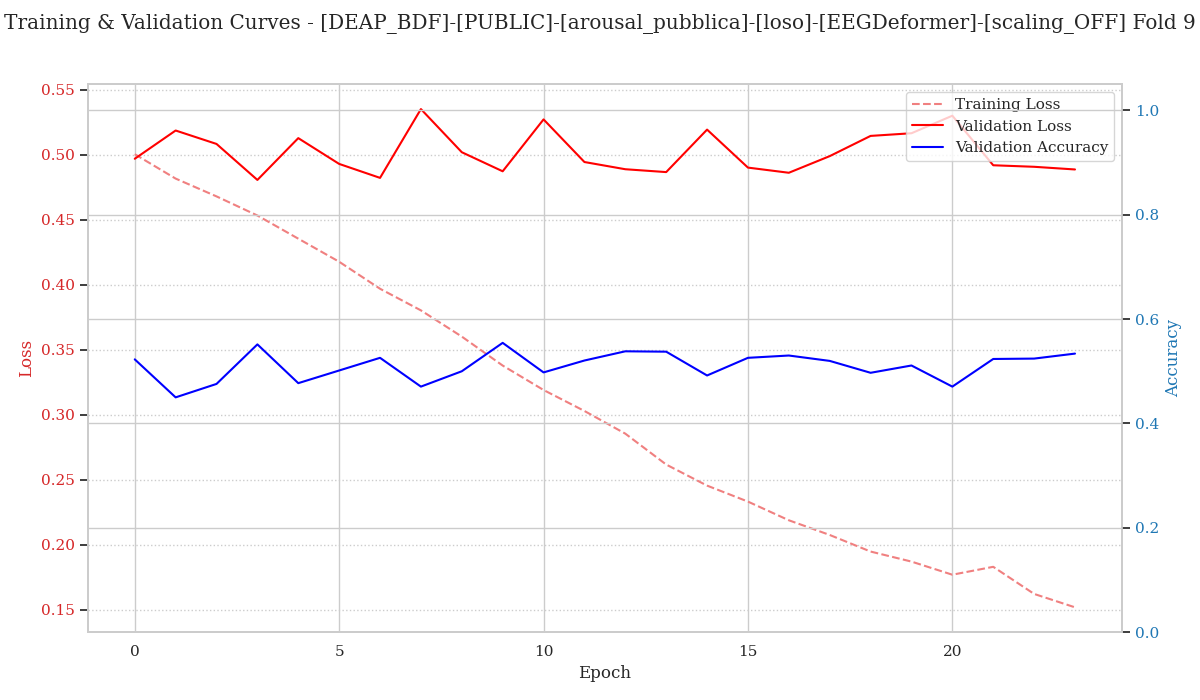 Training & Validation Curves - [DEAP_BDF]-[PUBLIC]-[arousal_pubblica]-[loso]-[EEGDeformer]-[scaling_OFF] Fold 9
Training Loss
Validation Loss
Validation Accuracy
0.55
0.50
0.45
0.40
0.35
0.30
0.25
0.20
0.15
Loss
1.0
0.8
0.6
0.4
0.2
0.0
Accuracy
0 5 10 15 20
Epoch